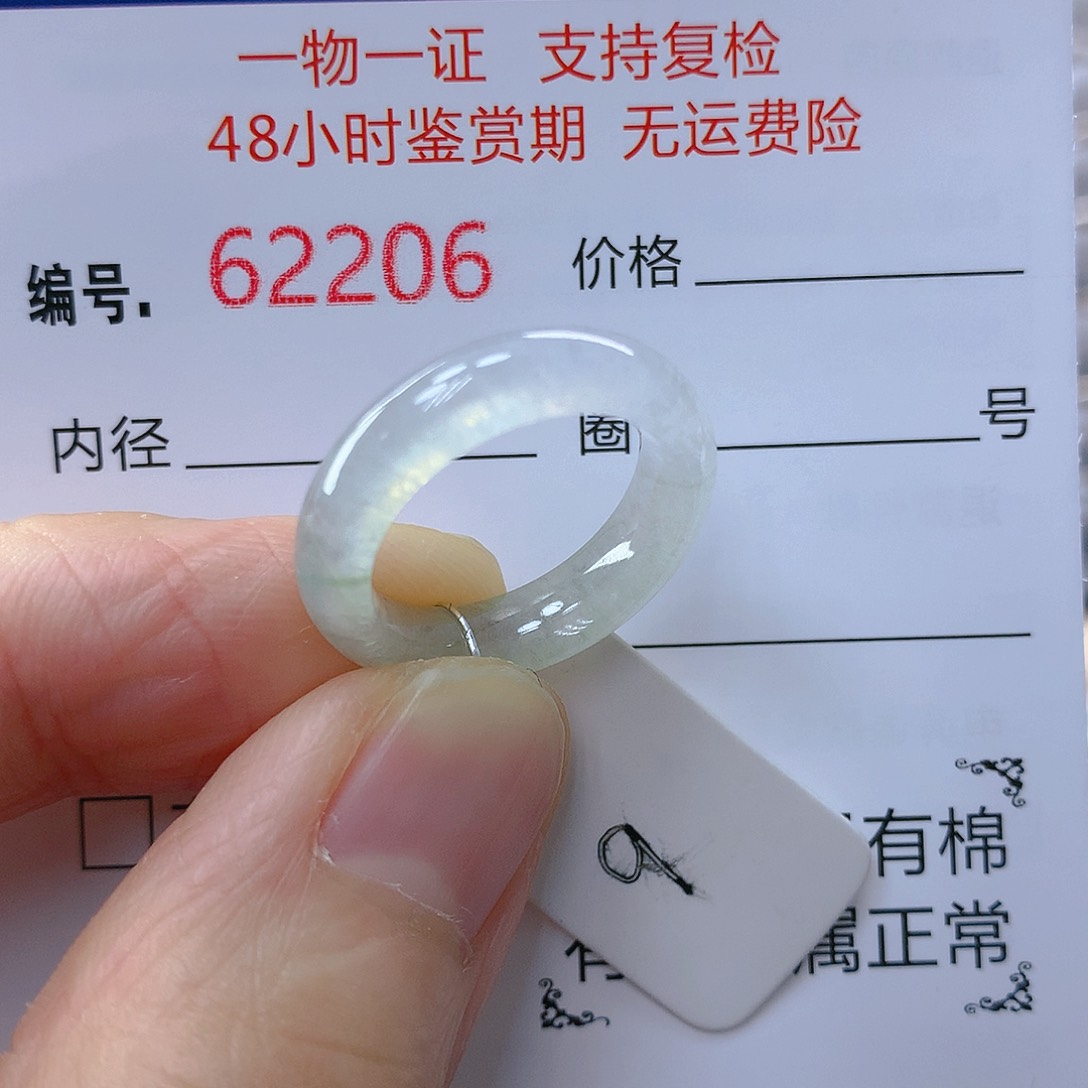 一物一证 支持复检
48小时鉴赏期 无运费险
编号. 62206 价格
内径 圈 号
9
有棉
属正常